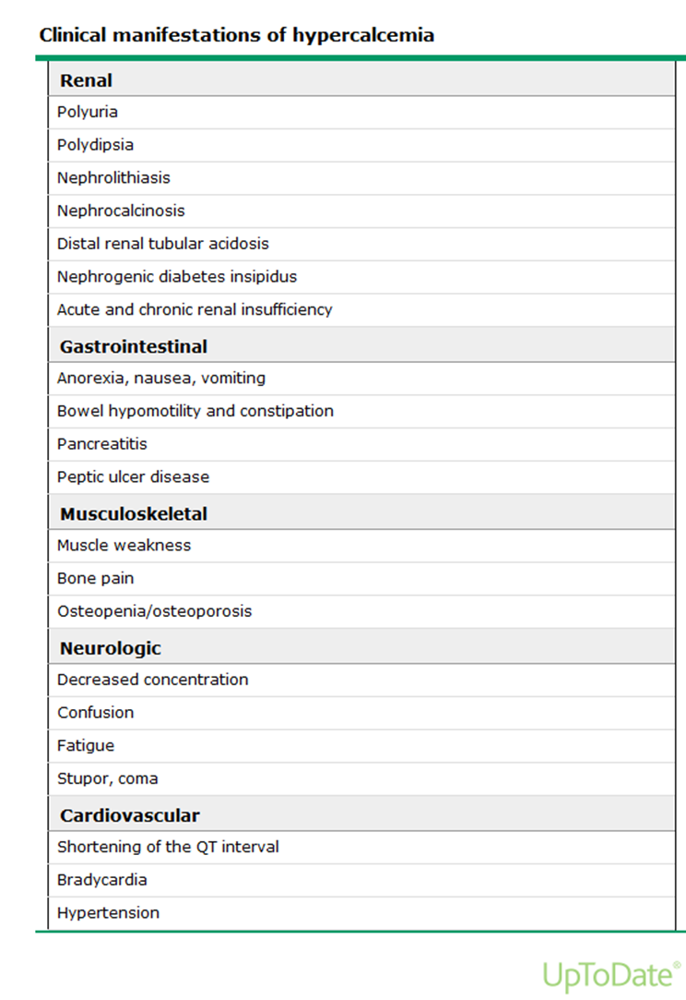 Clinical manifestations of hypercalcemia
Renal
Polyuria
Polydipsia
Nephrolithiasis
Nephrocalcinosis
Distal renal tubular acidosis
Nephrogenic diabetes insipidus
Acute and chronic renal insufficiency
Gastrointestinal
Anorexia, nausea, vomiting
Bowel hypomotility and constipation
Pancreatitis
Peptic ulcer disease
Musculoskeletal
Muscle weakness
Bone pain
Osteopenia/osteoporosis
Neurologic
Decreased concentration
Confusion
Fatigue
Stupor, coma
Cardiovascular
Shortening of the QT interval
Bradycardia
Hypertension
UpToDate®